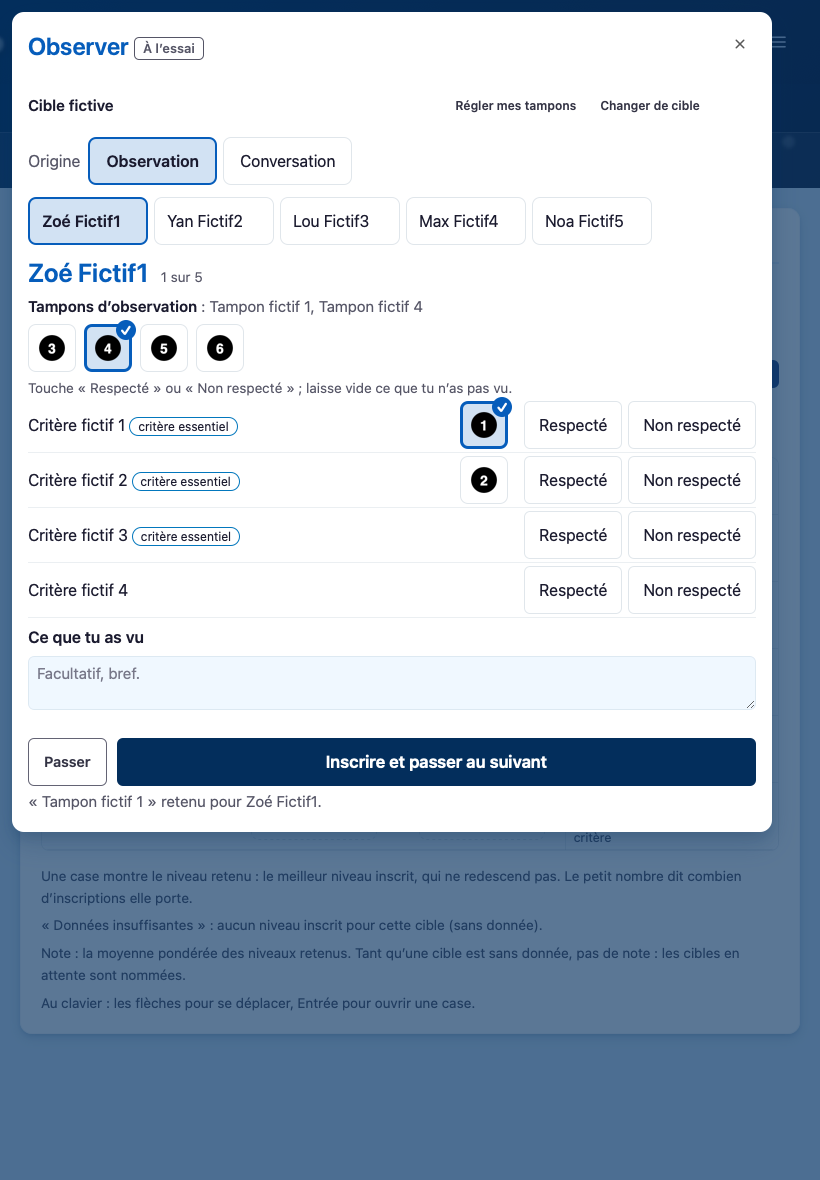 Observer À l’essai
×
Cible fictive Régler mes tampons Changer de cible
Origine Observation Conversation
Zoé Fictif1 Yan Fictif2 Lou Fictif3 Max Fictif4 Noa Fictif5
Zoé Fictif1 1 sur 5
Tampons d’observation : Tampon fictif 1, Tampon fictif 4
3 4 5 6
Touche « Respecté » ou « Non respecté » ; laisse vide ce que tu n’as pas vu.
Critère fictif 1 critère essentiel 1 Respecté Non respecté
Critère fictif 2 critère essentiel 2 Respecté Non respecté
Critère fictif 3 critère essentiel Respecté Non respecté
Critère fictif 4 Respecté Non respecté
Ce que tu as vu
Facultatif, bref.
Passer Inscrire et passer au suivant
« Tampon fictif 1 » retenu pour Zoé Fictif1.
critère
Une case montre le niveau retenu : le meilleur niveau inscrit, qui ne redescend pas. Le petit nombre dit combien
d’inscriptions elle porte.
« Données insuffisantes » : aucun niveau inscrit pour cette cible (sans donnée).
Note : la moyenne pondérée des niveaux retenus. Tant qu’une cible est sans donnée, pas de note : les cibles en
attente sont nommées.
Au clavier : les flèches pour se déplacer, Entrée pour ouvrir une case.